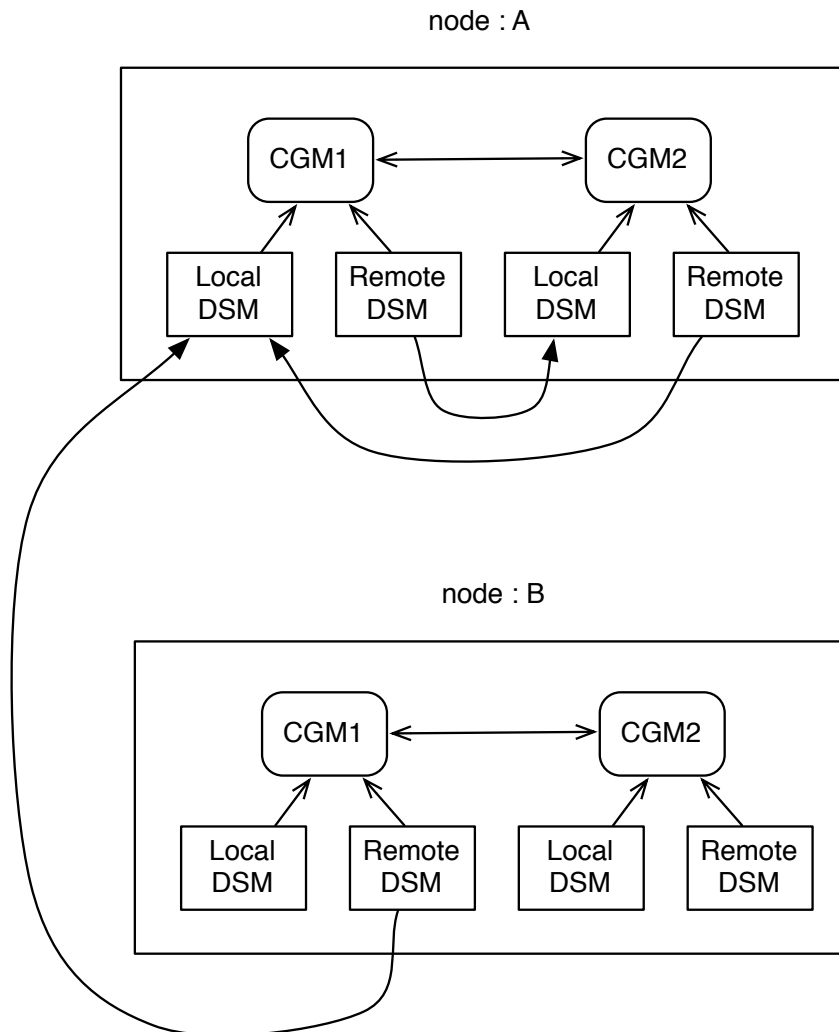 node : A
CGM1
CGM2
Local
DSM
Remote
DSM
Local
DSM
Remote
DSM
node : B
CGM1
CGM2
Local
DSM
Remote
DSM
Local
DSM
Remote
DSM